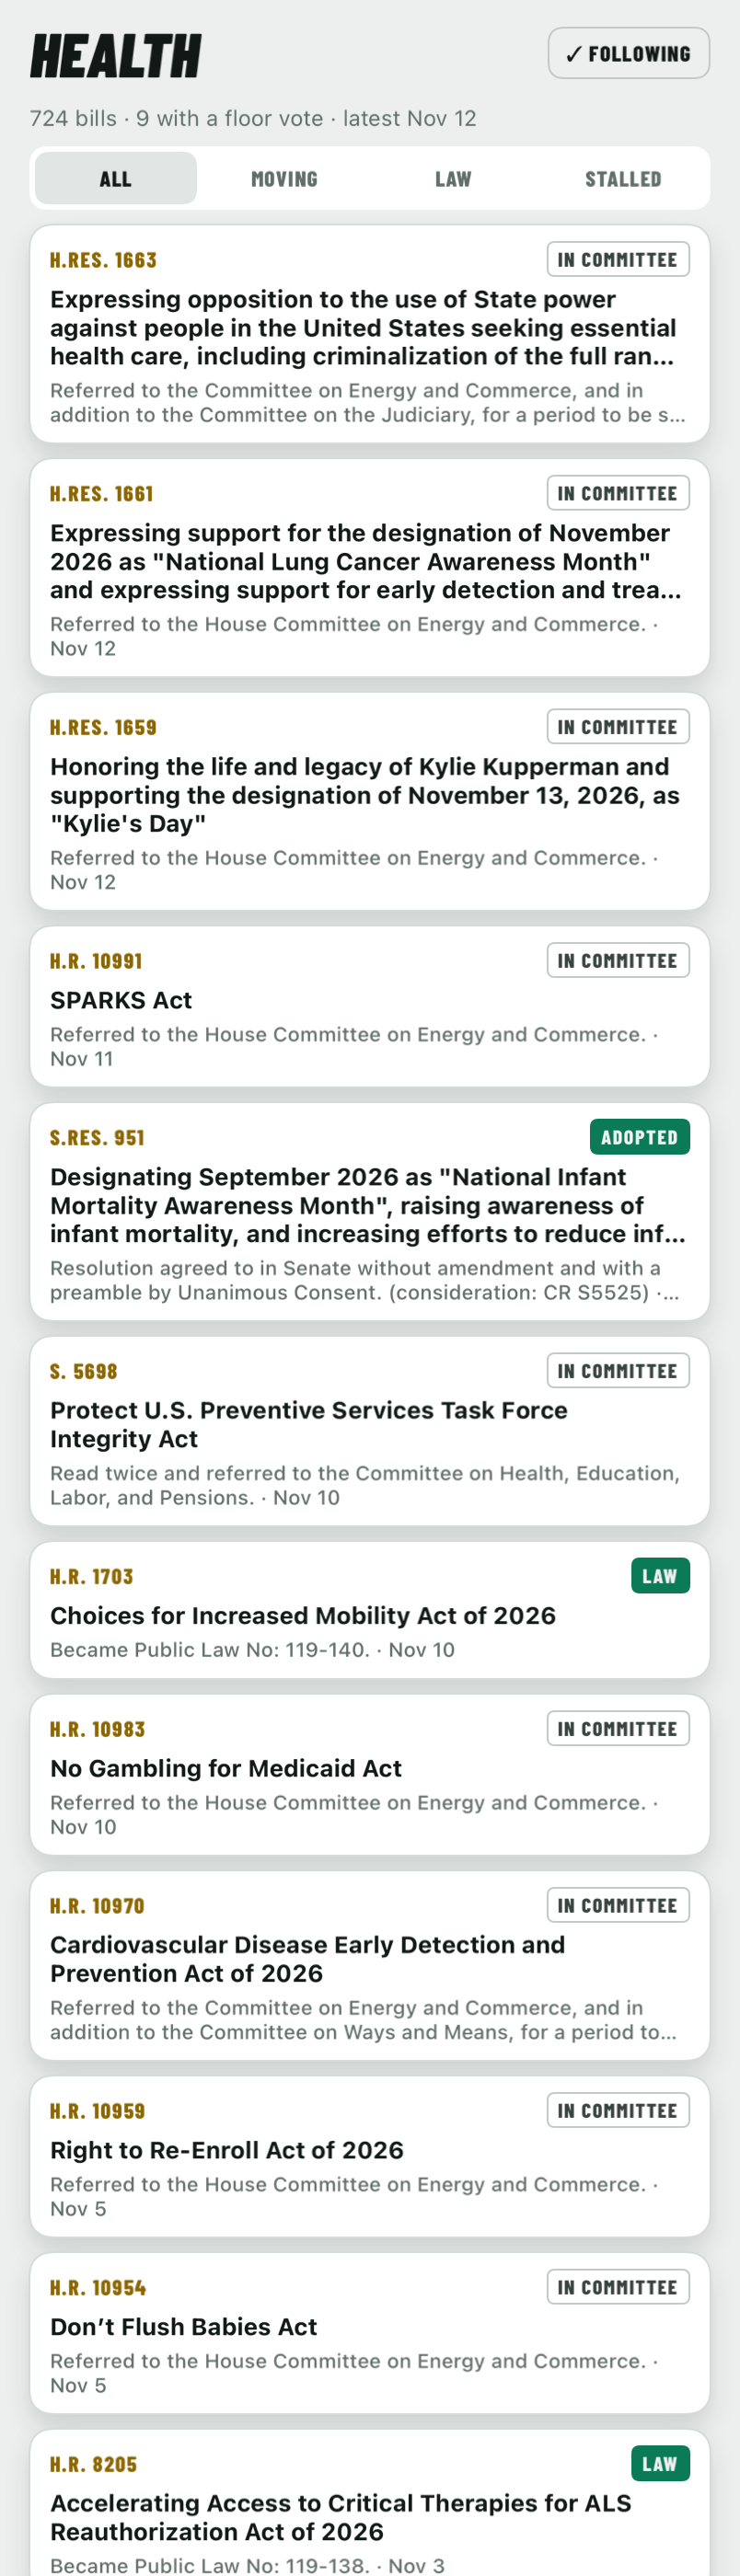 HEALTH
✓ FOLLOWING
724 bills · 9 with a floor vote · latest Nov 12
ALL
MOVING
LAW
STALLED
H.RES. 1663
IN COMMITTEE
Expressing opposition to the use of State power
against people in the United States seeking essential
health care, including criminalization of the full ran...
Referred to the Committee on Energy and Commerce, and in
addition to the Committee on the Judiciary, for a period to be s...
H.RES. 1661
IN COMMITTEE
Expressing support for the designation of November
2026 as "National Lung Cancer Awareness Month"
and expressing support for early detection and trea...
Referred to the House Committee on Energy and Commerce. ·
Nov 12
H.RES. 1659
IN COMMITTEE
Honoring the life and legacy of Kylie Kupperman and
supporting the designation of November 13, 2026, as
"Kylie's Day"
Referred to the House Committee on Energy and Commerce. ·
Nov 12
H.R. 10991
IN COMMITTEE
SPARKS Act
Referred to the House Committee on Energy and Commerce. ·
Nov 11
S.RES. 951
ADOPTED
Designating September 2026 as "National Infant
Mortality Awareness Month", raising awareness of
infant mortality, and increasing efforts to reduce inf...
Resolution agreed to in Senate without amendment and with a
preamble by Unanimous Consent. (consideration: CR S5525) ·...
S. 5698
IN COMMITTEE
Protect U.S. Preventive Services Task Force
Integrity Act
Read twice and referred to the Committee on Health, Education,
Labor, and Pensions. · Nov 10
H.R. 1703
LAW
Choices for Increased Mobility Act of 2026
Became Public Law No: 119-140. · Nov 10
H.R. 10983
IN COMMITTEE
No Gambling for Medicaid Act
Referred to the House Committee on Energy and Commerce. ·
Nov 10
H.R. 10970
IN COMMITTEE
Cardiovascular Disease Early Detection and
Prevention Act of 2026
Referred to the Committee on Energy and Commerce, and in
addition to the Committee on Ways and Means, for a period to...
H.R. 10959
IN COMMITTEE
Right to Re-Enroll Act of 2026
Referred to the House Committee on Energy and Commerce. ·
Nov 5
H.R. 10954
IN COMMITTEE
Don’t Flush Babies Act
Referred to the House Committee on Energy and Commerce. ·
Nov 5
H.R. 8205
LAW
Accelerating Access to Critical Therapies for ALS
Reauthorization Act of 2026
Became Public Law No: 119-138. · Nov 3